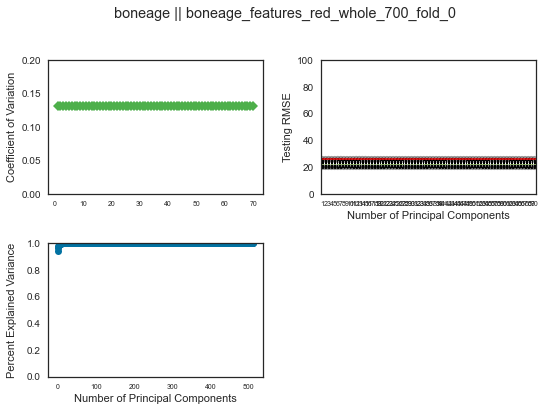 boneage || boneage_features_red_whole_700_fold_0
Coefficient of Variation
0.20
0.15
0.10
0.05
0.00
0 10 20 30 40 50 60 70
Testing RMSE
100
80
60
40
20
0
Number of Principal Components
Percent Explained Variance
1.0
0.8
0.6
0.4
0.2
0.0
0 100 200 300 400 500
Number of Principal Components